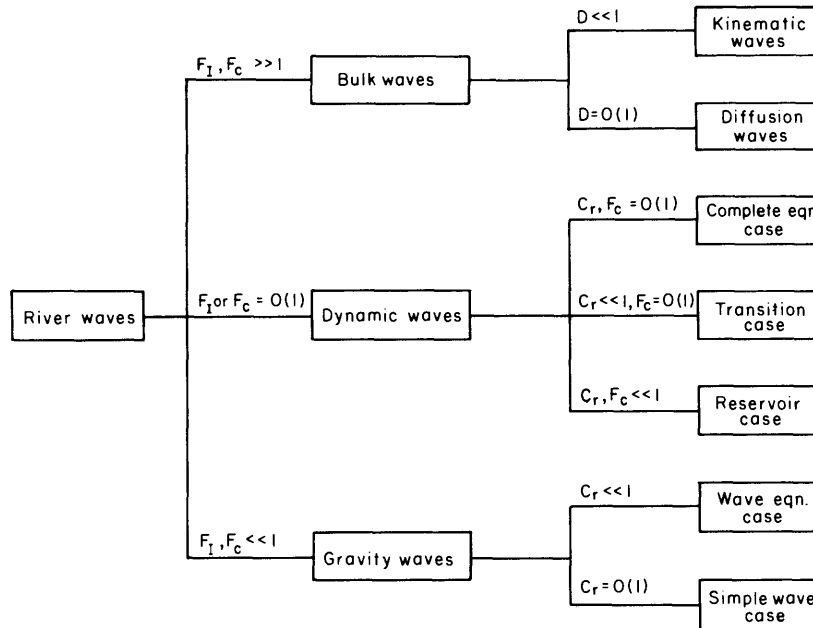 D<<1
Kinematic
waves
F_I, F_c >>1
Bulk waves
D=O(1)
Diffusion
waves
C_r, F_c = O(1)
Complete eqn.
case
River waves
F_I or F_c = O(1)
Dynamic waves
C_r<<1, F_c=O(1)
Transition
case
C_r, F_c <<1
Reservoir
case
C_r<<1
Wave eqn.
case
F_I, F_c <<1
Gravity waves
C_r=O(1)
Simple wave
case